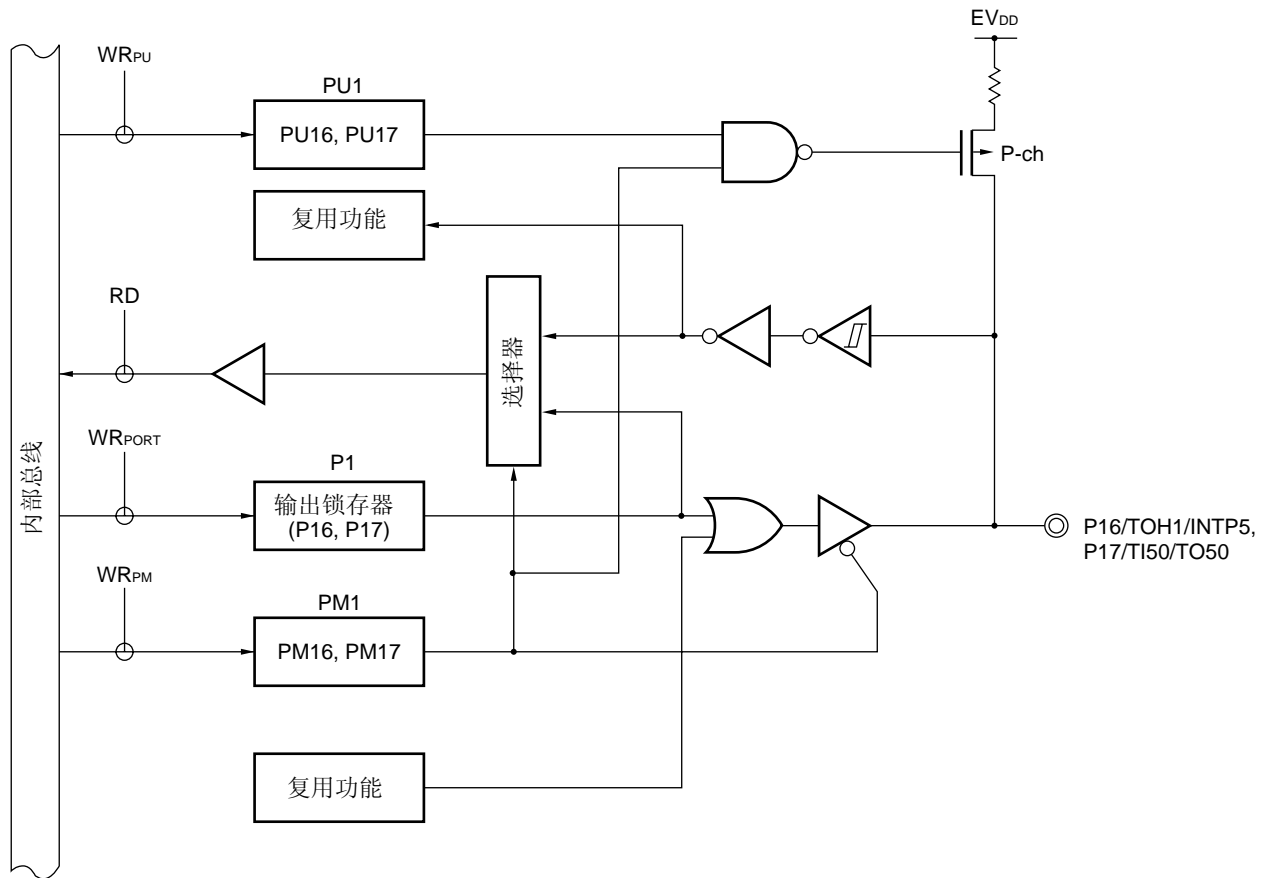 EVDD
WRPU
PU1
PU16, PU17
P-ch
复用功能
RD
选择器
内部总线
WRPORT
P1
输出锁存器
(P16, P17)
P16/TOH1/INTP5,
P17/TI50/TO50
WRPM
PM1
PM16, PM17
复用功能